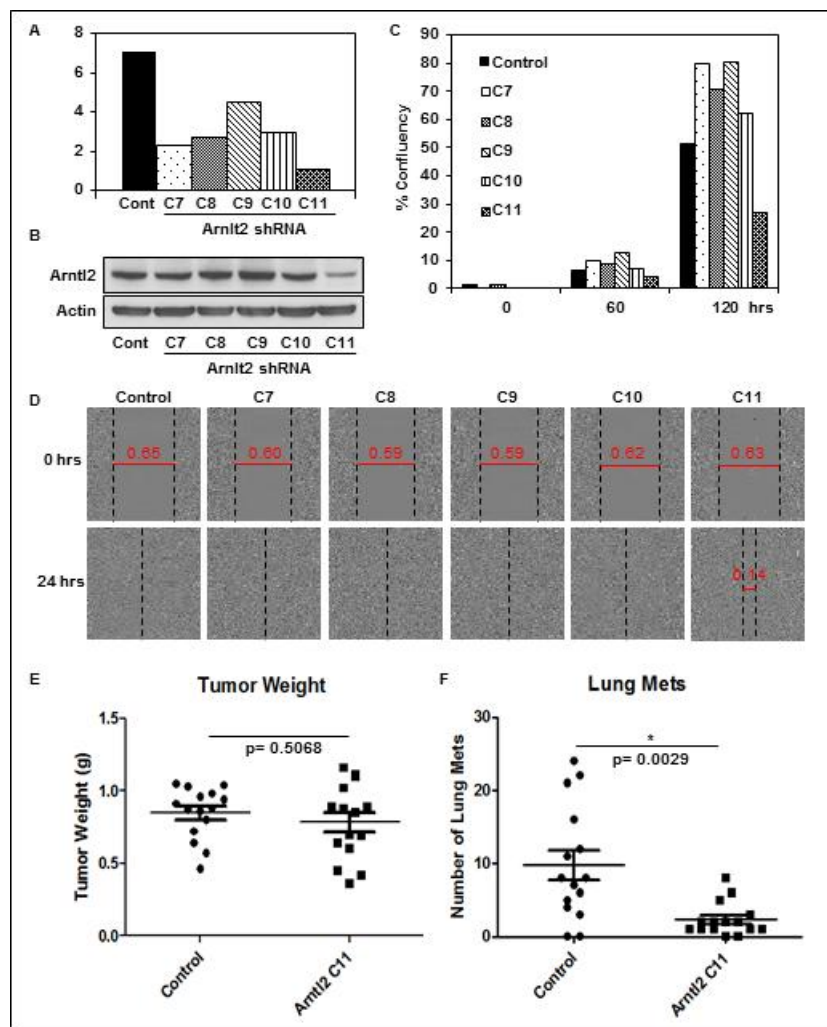 A
8
6
4
2
0
Cont C7 C8 C9 C10 C11
Arnlt2 shRNA
B
Arntl2
Actin
Cont C7 C8 C9 C10 C11
Arnlt2 shRNA
C
% Confluency
90
80
70
60
50
40
30
20
10
0
Control
C7
C8
C9
C10
C11
0 60 120 hrs
D
Control C7 C8 C9 C10 C11
0 hrs
0.65 0.60 0.59 0.59 0.62 0.63
24 hrs
0.14
E
Tumor Weight
Tumor Weight (g)
1.5
1.0
0.5
0.0
p= 0.5068
Control
Arntl2 C11
F
Lung Mets
Number of Lung Mets
30
20
10
0
*
p= 0.0029
Control
Arntl2 C11